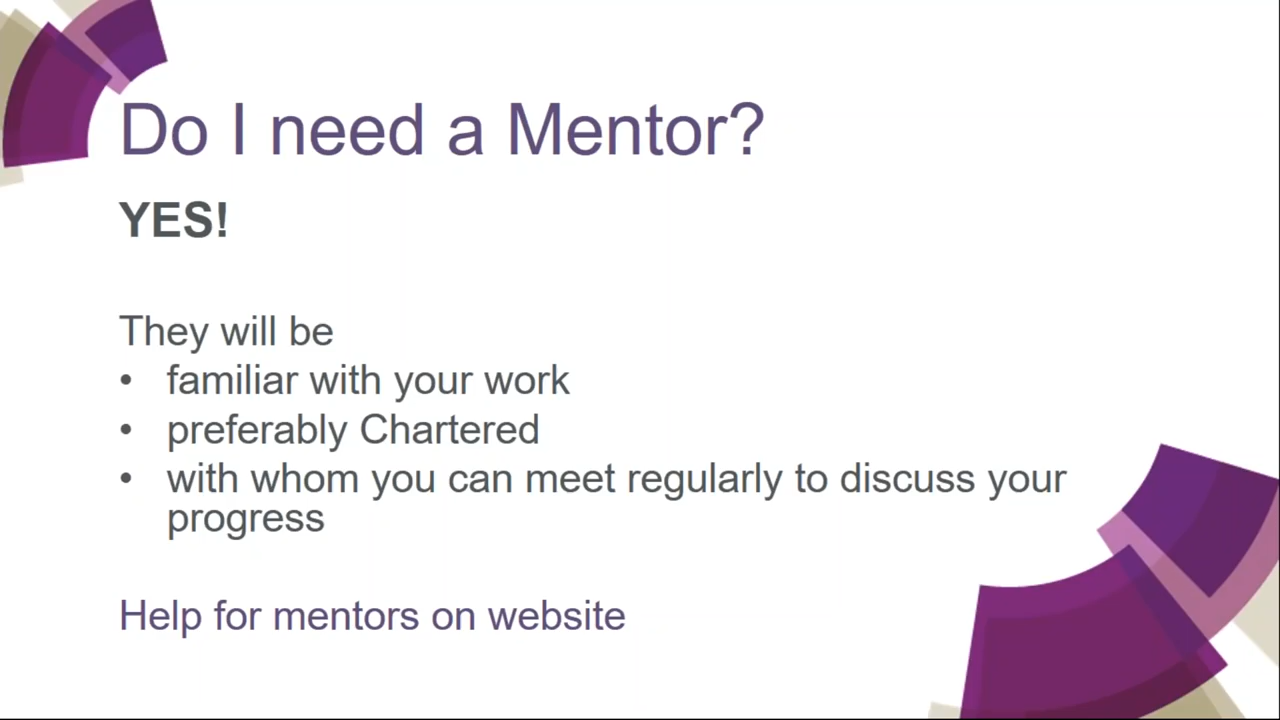 Do I need a Mentor?
YES!
They will be
• familiar with your work
• preferably Chartered
• with whom you can meet regularly to discuss your
progress
Help for mentors on website